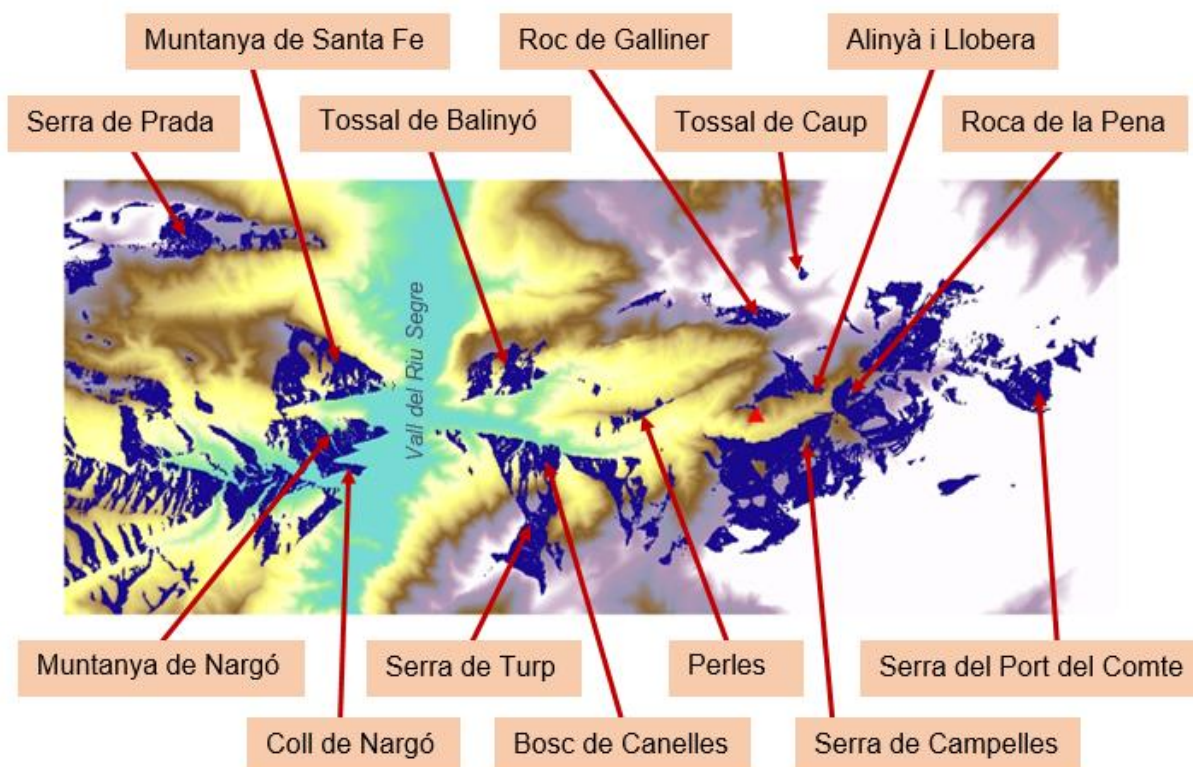 Muntanya de Santa Fe
Roc de Galliner
Alinyà i Llobera
Serra de Prada
Tossal de Balinyó
Tossal de Caup
Roca de la Pena
Vall del Riu Segre
Muntanya de Nargó
Serra de Turp
Perles
Serra del Port del Comte
Coll de Nargó
Bosc de Canelles
Serra de Campelles